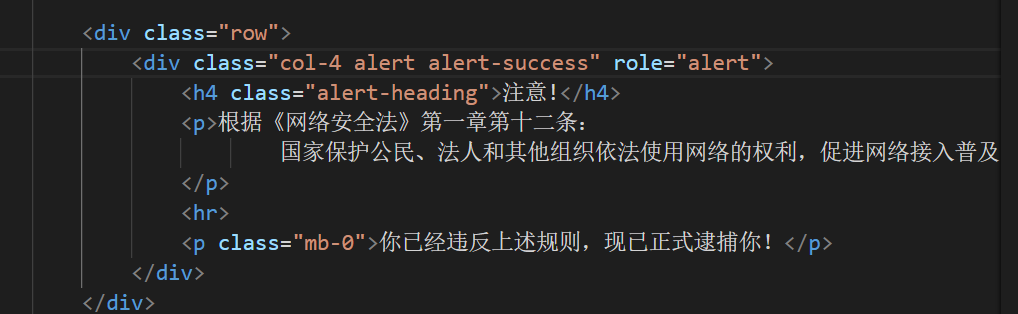 <div class="row">
<div class="col-4 alert alert-success" role="alert">
<h4 class="alert-heading">注意!</h4>
<p>根据《网络安全法》第一章第十二条：
国家保护公民、法人和其他组织依法使用网络的权利，促进网络接入普及
</p>
<hr>
<p class="mb-0">你已经违反上述规则，现已正式逮捕你！</p>
</div>
</div>